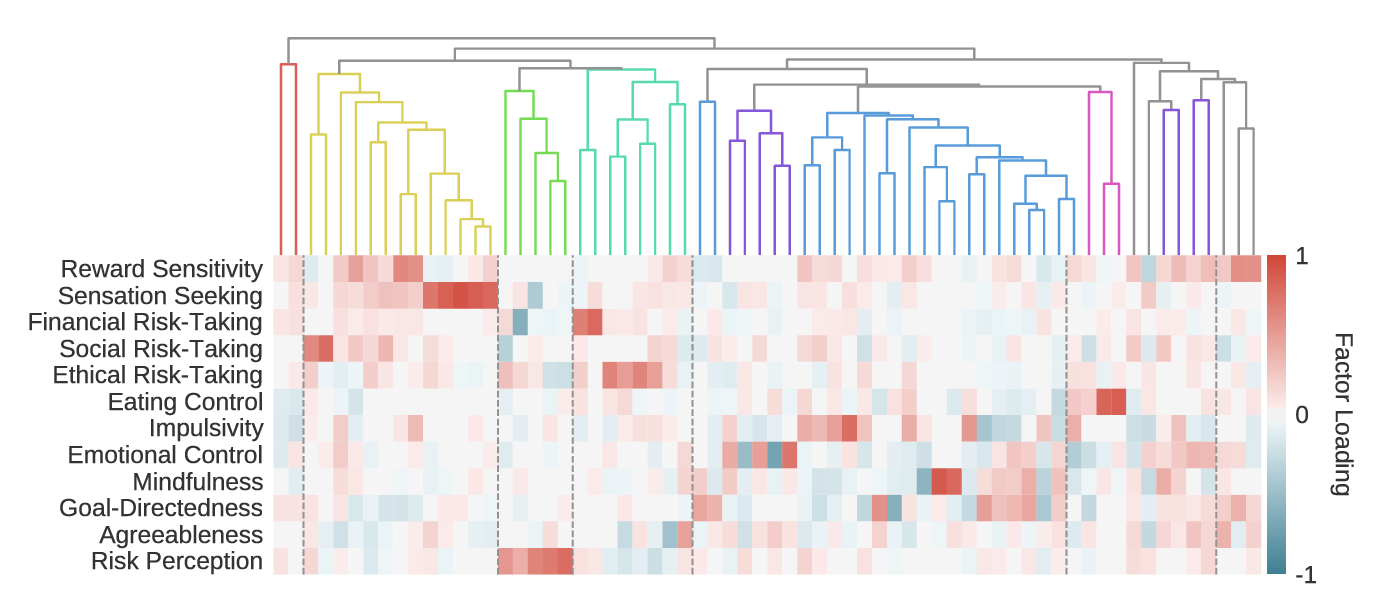 Reward Sensitivity
Sensation Seeking
Financial Risk-Taking
Social Risk-Taking
Ethical Risk-Taking
Eating Control
Impulsivity
Emotional Control
Mindfulness
Goal-Directedness
Agreeableness
Risk Perception
1
0
-1
Factor Loading